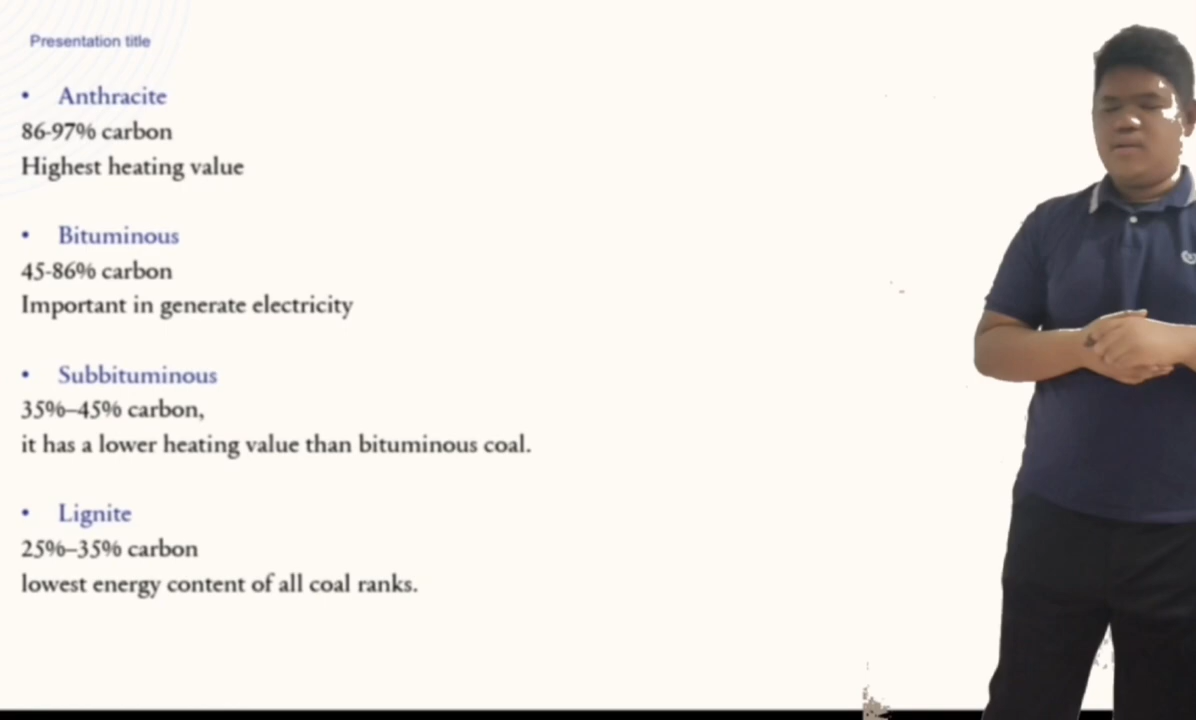 Presentation title
• Anthracite
86-97% carbon
Highest heating value
• Bituminous
45-86% carbon
Important in generate electricity
• Subbituminous
35%–45% carbon,
it has a lower heating value than bituminous coal.
• Lignite
25%–35% carbon
lowest energy content of all coal ranks.